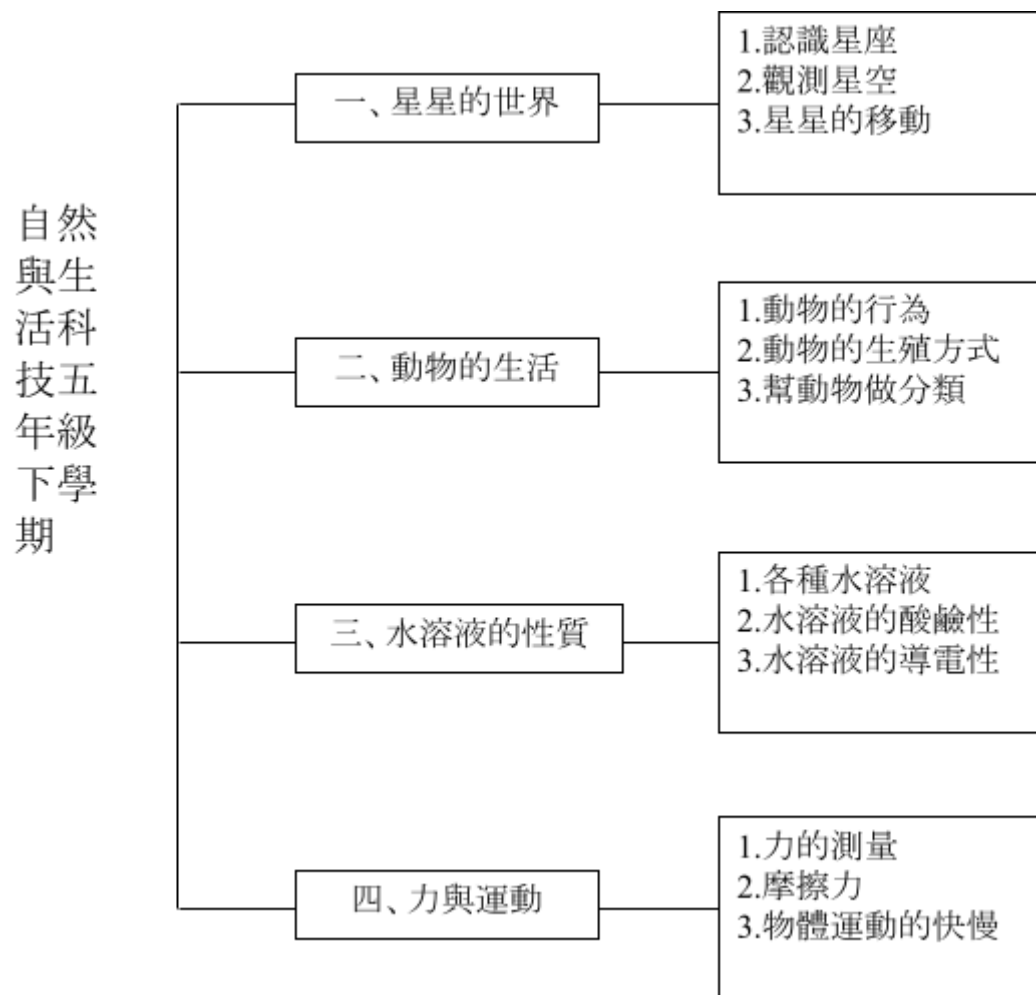 自然
與生
活科
技五
年級
下學
期
一、星星的世界
1.認識星座
2.觀測星空
3.星星的移動
二、動物的生活
1.動物的行為
2.動物的生殖方式
3.幫動物做分類
三、水溶液的性質
1.各種水溶液
2.水溶液的酸鹼性
3.水溶液的導電性
四、力與運動
1.力的測量
2.摩擦力
3.物體運動的快慢